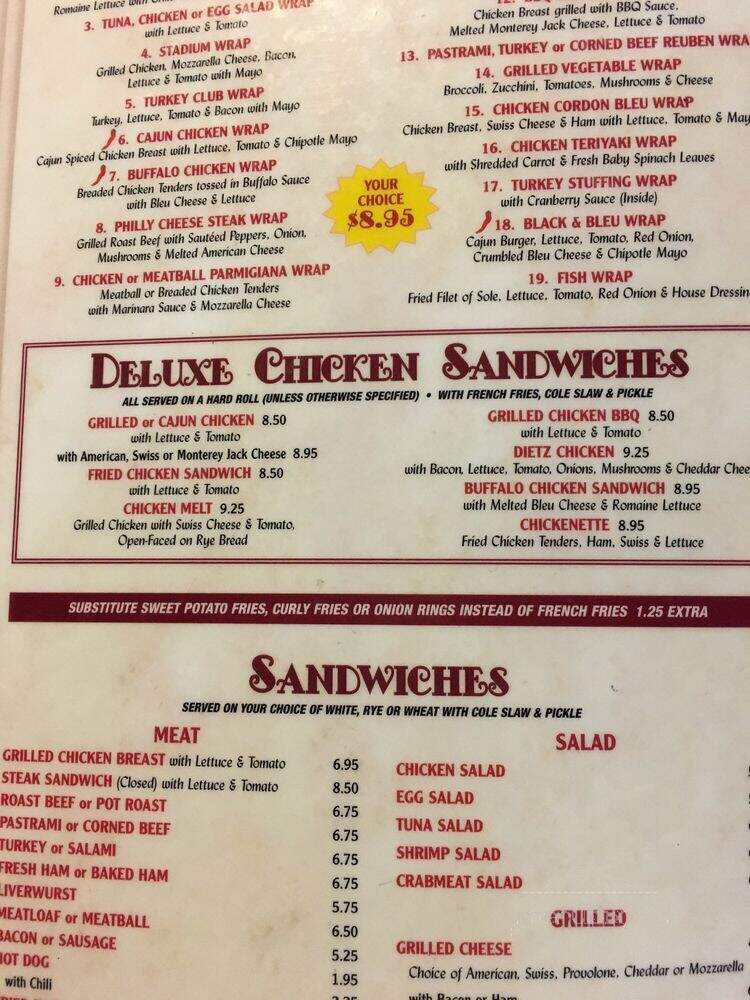 Romaine Lettuce
3. TUNA, CHICKEN or EGG SALAD WRAP
with Lettuce & Tomato
4. STADIUM WRAP
Grilled Chicken, Mozzarella Cheese, Bacon,
Lettuce & Tomato with Mayo
5. TURKEY CLUB WRAP
Turkey, Lettuce, Tomato & Bacon with Mayo
6. CAJUN CHICKEN WRAP
Cajun Spiced Chicken Breast with Lettuce, Tomato & Chipotle Mayo
7. BUFFALO CHICKEN WRAP
Breaded Chicken Tenders tossed in Buffalo Sauce
with Bleu Cheese & Lettuce
8. PHILLY CHEESE STEAK WRAP
Grilled Roast Beef with Sautéed Peppers, Onion,
Mushrooms & Melted American Cheese
9. CHICKEN or MEATBALL PARMIGIANA WRAP
Meatball or Breaded Chicken Tenders
with Marinara Sauce & Mozzarella Cheese
YOUR
CHOICE
$8.95
Chicken Breast grilled with BBQ Sauce,
Melted Monterey Jack Cheese, Lettuce & Tomato
13. PASTRAMI, TURKEY or CORNED BEEF REUBEN WRA
14. GRILLED VEGETABLE WRAP
Broccoli, Zucchini, Tomatoes, Mushrooms & Cheese
15. CHICKEN CORDON BLEU WRAP
Chicken Breast, Swiss Cheese & Ham with Lettuce, Tomato & May
16. CHICKEN TERIYAKI WRAP
with Shredded Carrot & Fresh Baby Spinach Leaves
17. TURKEY STUFFING WRAP
with Cranberry Sauce (Inside)
18. BLACK & BLEU WRAP
Cajun Burger, Lettuce, Tomato, Red Onion,
Crumbled Bleu Cheese & Chipotle Mayo
19. FISH WRAP
Fried Filet of Sole, Lettuce, Tomato, Red Onion & House Dressin
DELUXE CHICKEN SANDWICHES
ALL SERVED ON A HARD ROLL (UNLESS OTHERWISE SPECIFIED) • WITH FRENCH FRIES, COLE SLAW & PICKLE
GRILLED or CAJUN CHICKEN 8.50
with Lettuce & Tomato
with American, Swiss or Monterey Jack Cheese 8.95
FRIED CHICKEN SANDWICH 8.50
with Lettuce & Tomato
CHICKEN MELT 9.25
Grilled Chicken with Swiss Cheese & Tomato,
Open-Faced on Rye Bread
GRILLED CHICKEN BBQ 8.50
with Lettuce & Tomato
DIETZ CHICKEN 9.25
with Bacon, Lettuce, Tomato, Onions, Mushrooms & Cheddar Chee
BUFFALO CHICKEN SANDWICH 8.95
with Melted Bleu Cheese & Romaine Lettuce
CHICKENETTE 8.95
Fried Chicken Tenders, Ham, Swiss & Lettuce
SUBSTITUTE SWEET POTATO FRIES, CURLY FRIES OR ONION RINGS INSTEAD OF FRENCH FRIES 1.25 EXTRA
SANDWICHES
SERVED ON YOUR CHOICE OF WHITE, RYE OR WHEAT WITH COLE SLAW & PICKLE
MEAT
GRILLED CHICKEN BREAST with Lettuce & Tomato 6.95
STEAK SANDWICH (Closed) with Lettuce & Tomato 8.50
ROAST BEEF or POT ROAST 6.75
PASTRAMI or CORNED BEEF 6.75
TURKEY or SALAMI 6.75
FRESH HAM or BAKED HAM 6.75
LIVERWURST 5.75
MEATLOAF or MEATBALL 6.50
BACON or SAUSAGE 5.25
HOT DOG 1.95
with Chili
SALAD
CHICKEN SALAD
EGG SALAD
TUNA SALAD
SHRIMP SALAD
CRABMEAT SALAD
GRILLED
GRILLED CHEESE
Choice of American, Swiss, Provolone, Cheddar or Mozzarella
with Bacon or Ham